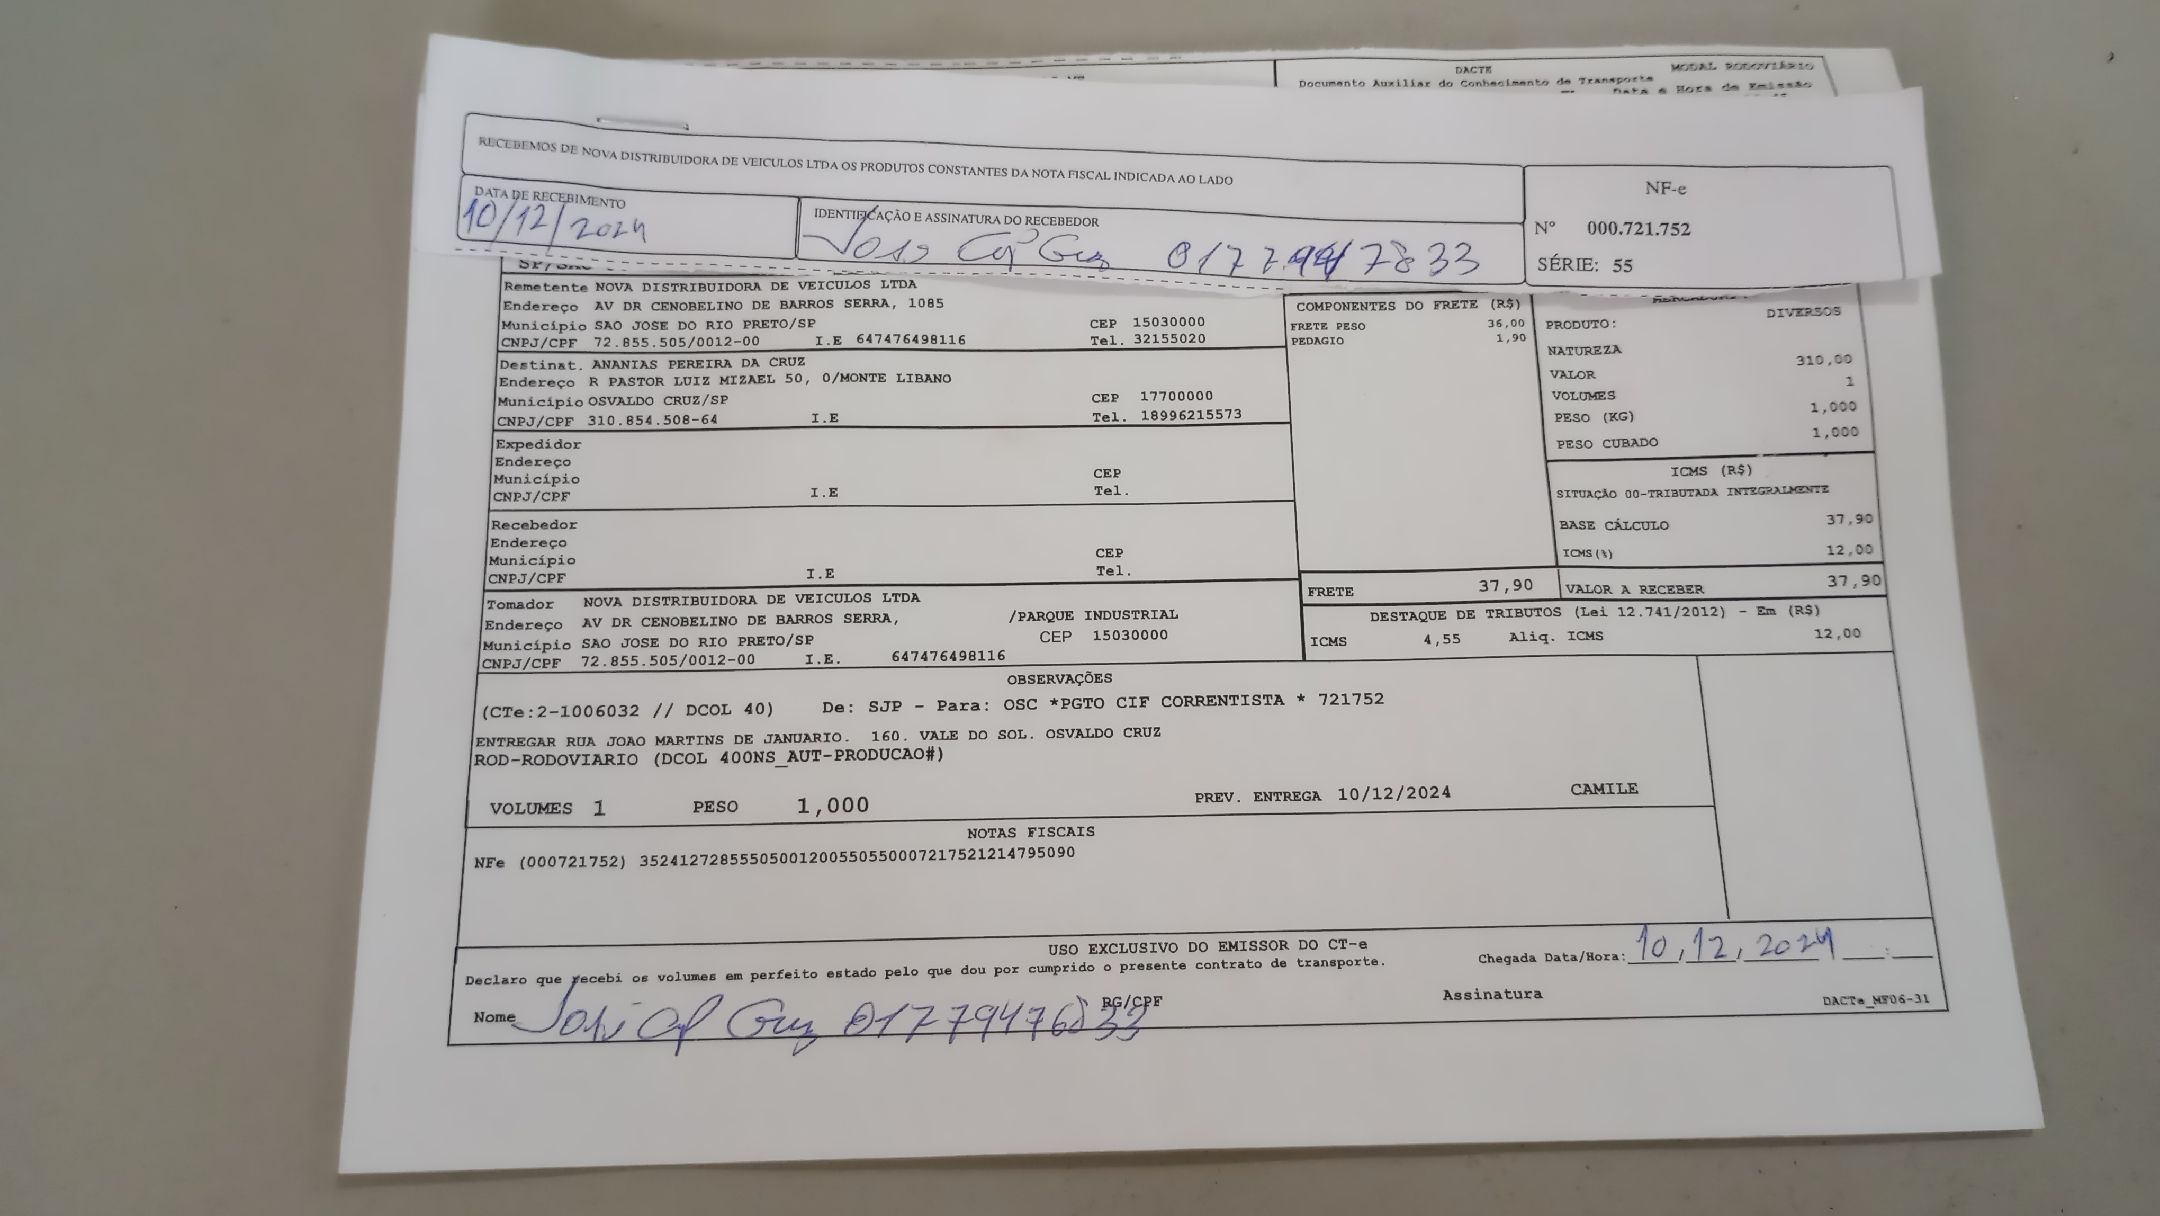 DACTE MODAL RODOVIÁRIO
Documento Auxiliar do Conhecimento de Transporte
Data e Hora de Emissão
RECEBEMOS DE NOVA DISTRIBUIDORA DE VEICULOS LTDA OS PRODUTOS CONSTANTES DA NOTA FISCAL INDICADA AO LADO
NF-e
Nº 000.721.752
SÉRIE: 55
DATA DE RECEBIMENTO
10/12/2024
IDENTIFICAÇÃO E ASSINATURA DO RECEBEDOR
Remetente NOVA DISTRIBUIDORA DE VEICULOS LTDA
Endereço AV DR CENOBELINO DE BARROS SERRA, 1085
Município SAO JOSE DO RIO PRETO/SP CEP 15030000
CNPJ/CPF 72.855.505/0012-00 I.E 647476498116 Tel. 32155020
Destinat. ANANIAS PEREIRA DA CRUZ
Endereço R PASTOR LUIZ MIZAEL 50, 0/MONTE LIBANO
Município OSVALDO CRUZ/SP CEP 17700000
CNPJ/CPF 310.854.508-64 I.E Tel. 18996215573
Expedidor
Endereço
Município CEP
CNPJ/CPF I.E Tel.
Recebedor
Endereço
Município CEP
CNPJ/CPF I.E Tel.
Tomador NOVA DISTRIBUIDORA DE VEICULOS LTDA
Endereço AV DR CENOBELINO DE BARROS SERRA, /PARQUE INDUSTRIAL
Município SAO JOSE DO RIO PRETO/SP CEP 15030000
CNPJ/CPF 72.855.505/0012-00 I.E. 647476498116
COMPONENTES DO FRETE (R$)
FRETE PESO 36,00
PEDAGIO 1,90
PRODUTO: DIVERSOS
NATUREZA
VALOR 310,00
VOLUMES 1
PESO (KG) 1,000
PESO CUBADO 1,000
ICMS (R$)
SITUAÇÃO 00-TRIBUTADA INTEGRALMENTE
BASE CÁLCULO 37,90
ICMS(%) 12,00
FRETE 37,90 VALOR A RECEBER 37,90
DESTAQUE DE TRIBUTOS (Lei 12.741/2012) - Em (R$)
ICMS 4,55 Aliq. ICMS 12,00
OBSERVAÇÕES
(CTe:2-1006032 // DCOL 40) De: SJP - Para: OSC *PGTO CIF CORRENTISTA * 721752
ENTREGAR RUA JOAO MARTINS DE JANUARIO. 160. VALE DO SOL. OSVALDO CRUZ
ROD-RODOVIARIO (DCOL 400NS_AUT-PRODUCAO#)
VOLUMES 1 PESO 1,000 PREV. ENTREGA 10/12/2024 CAMILE
NOTAS FISCAIS
NFe (000721752) 35241272855505001200550550007217521214795090
USO EXCLUSIVO DO EMISSOR DO CT-e
Declaro que recebi os volumes em perfeito estado pelo que dou por cumprido o presente contrato de transporte.
Chegada Data/Hora: 10,12,2024
Nome RG/CPF Assinatura
DACTe_MF06-31